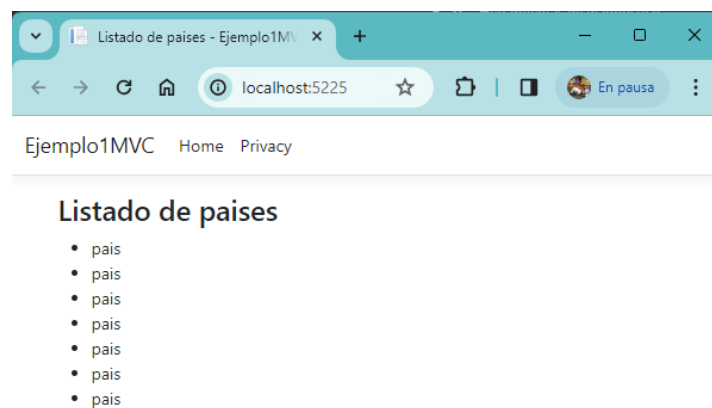 Listado de paises - Ejemplo1MV
localhost:5225
En pausa
Ejemplo1MVC Home Privacy
Listado de paises
pais
pais
pais
pais
pais
pais
pais